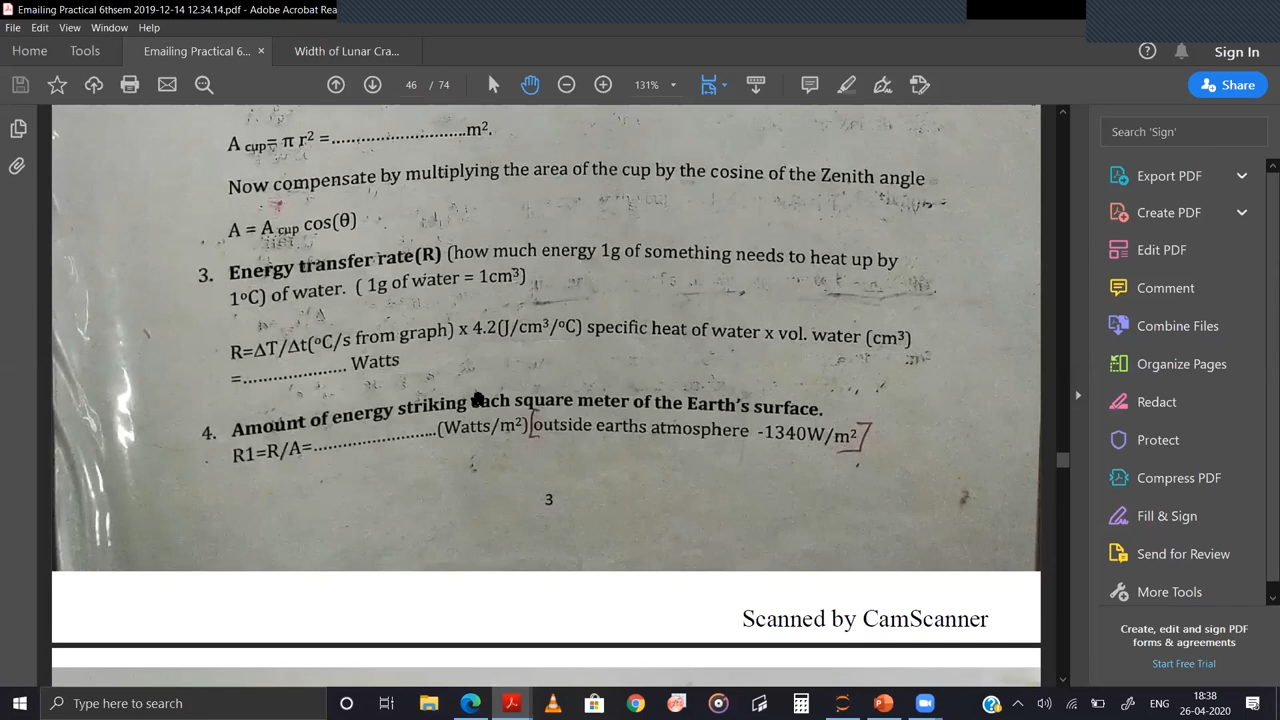 Emailing Practical 6thsem 2019-12-14 12.34.14.pdf - Adobe Acrobat Rea
File Edit View Window Help
Home Tools Emailing Practical 6... × Width of Lunar Cra... Sign In
46 / 74 131% Share
A cup= π r² =..........................m².
Now compensate by multiplying the area of the cup by the cosine of the Zenith angle
A = A cup cos(θ)
3. Energy transfer rate(R) (how much energy 1g of something needs to heat up by
1°C) of water. ( 1g of water = 1cm³)
R=ΔT/Δt(°C/s from graph) x 4.2(J/cm³/°C) specific heat of water x vol. water (cm³)
=.................... Watts
4. Amount of energy striking each square meter of the Earth's surface.
R1=R/A=........................(Watts/m²)[outside earths atmosphere -1340W/m²]
3
Scanned by CamScanner
Search 'Sign'
Export PDF
Create PDF
Edit PDF
Comment
Combine Files
Organize Pages
Redact
Protect
Compress PDF
Fill & Sign
Send for Review
More Tools
Create, edit and sign PDF
forms & agreements
Start Free Trial
Type here to search
ENG
18:38
26-04-2020